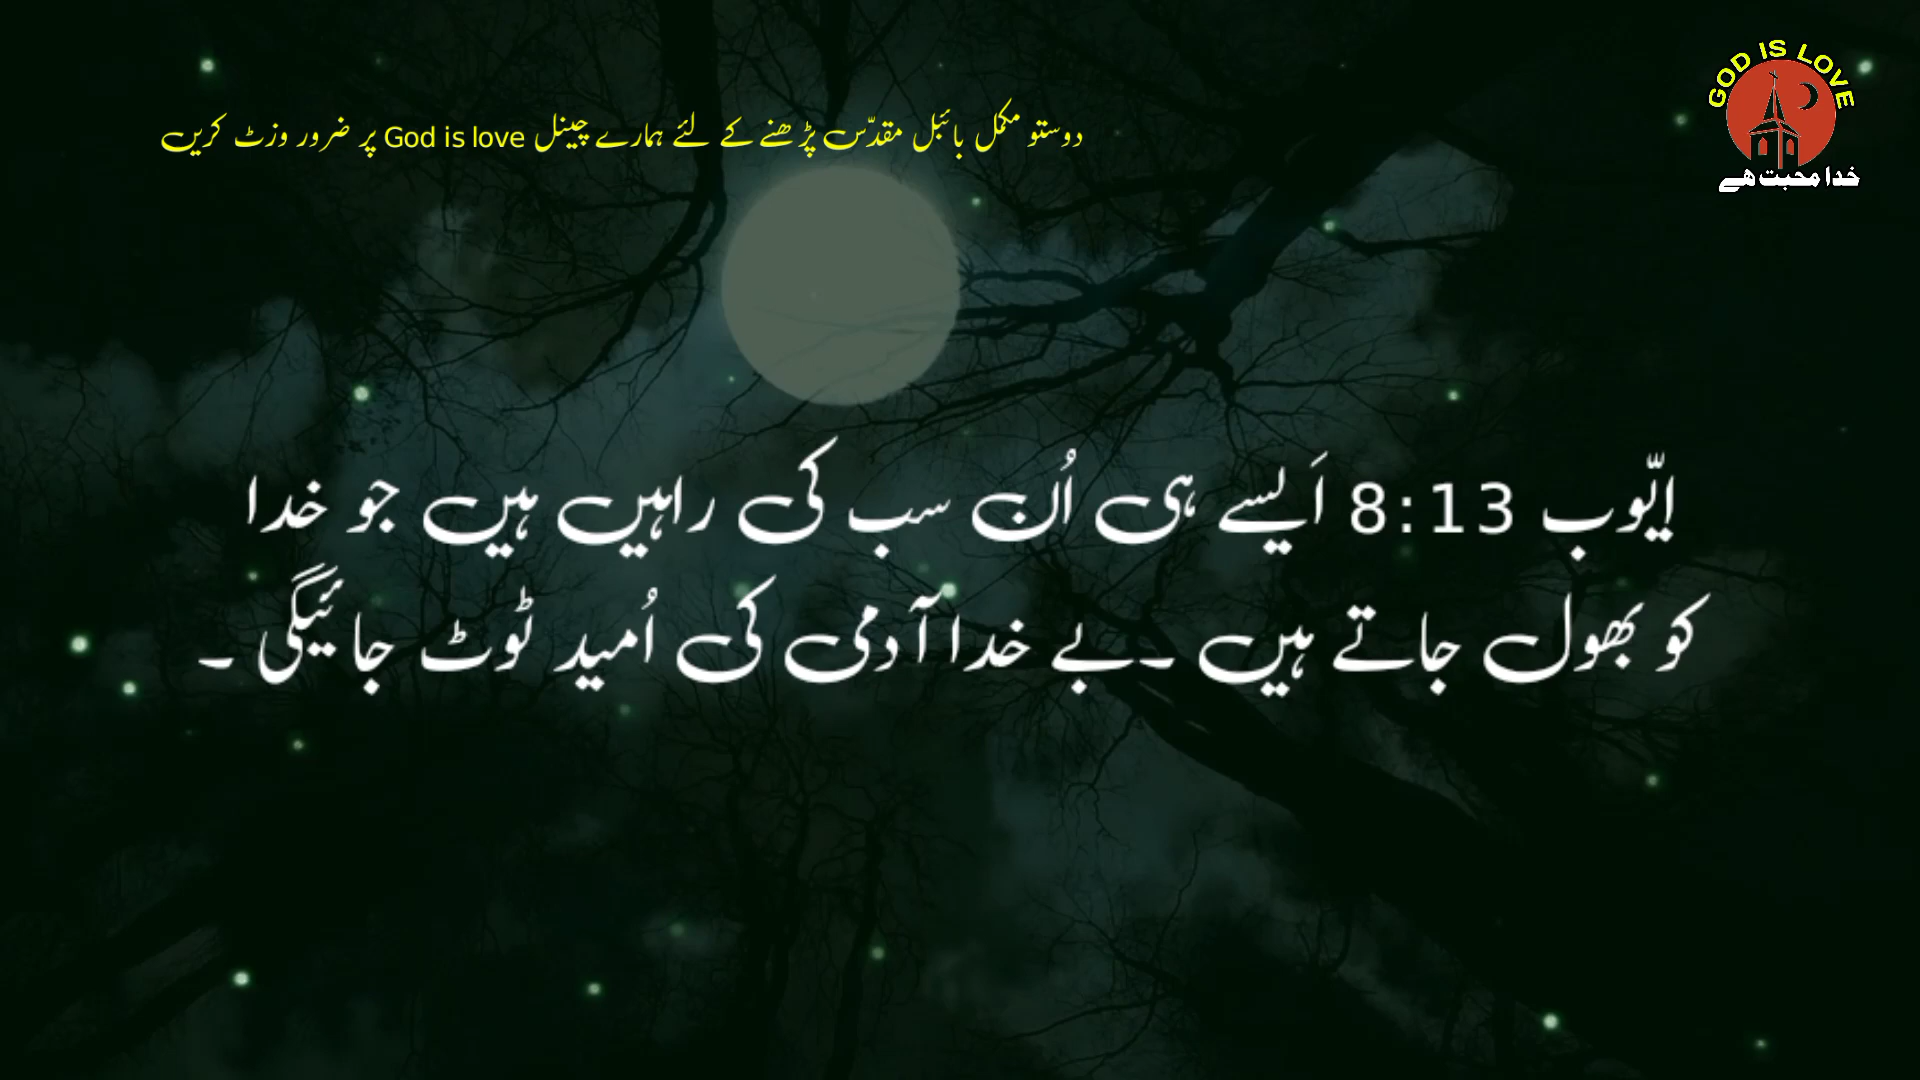 GOD IS LOVE
خدا محبت ھے
دوستو مکمل بائبل مقدّس پڑھنے کے لئے ہمارے چینل God is love پر ضرور وزٹ کریں
ایّوب 8:13 اَیسے ہی اُن سب کی راہیں ہیں جو خدا
کو بھول جاتے ہیں ۔بے خدا آدمی کی اُمید ٹوٹ جائیگی ۔